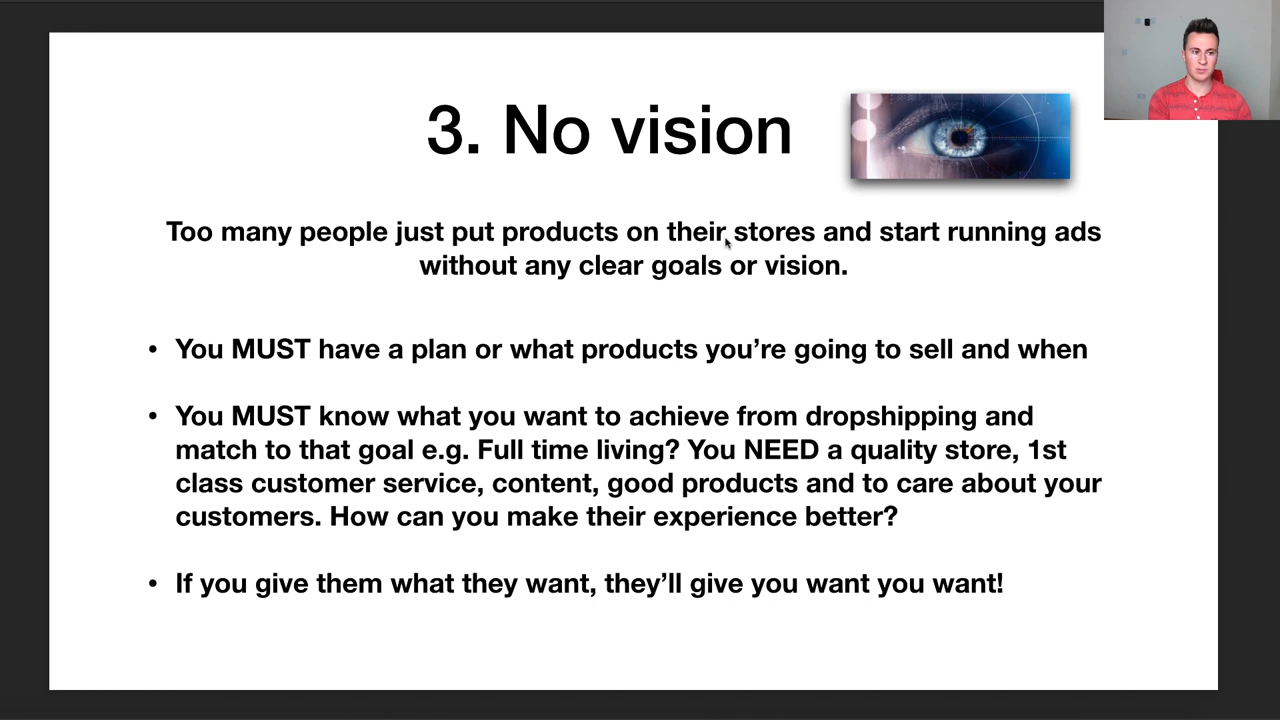 3. No vision
Too many people just put products on their stores and start running ads
without any clear goals or vision.
• You MUST have a plan or what products you’re going to sell and when
• You MUST know what you want to achieve from dropshipping and
match to that goal e.g. Full time living? You NEED a quality store, 1st
class customer service, content, good products and to care about your
customers. How can you make their experience better?
• If you give them what they want, they’ll give you want you want!